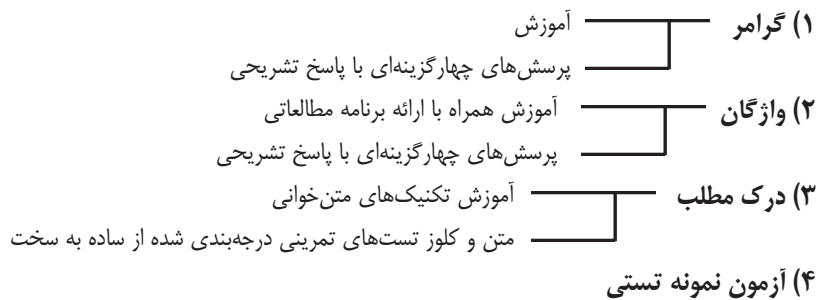 ۱) گرامر آموزش
پرسش‌های چهارگزینه‌ای با پاسخ تشریحی
۲) واژگان آموزش همراه با ارائه برنامه مطالعاتی
پرسش‌های چهارگزینه‌ای با پاسخ تشریحی
۳) درک مطلب آموزش تکنیک‌های متن‌خوانی
متن و کلوز تست‌های تمرینی درجه‌بندی شده از ساده به سخت
۴) آزمون نمونه تستی